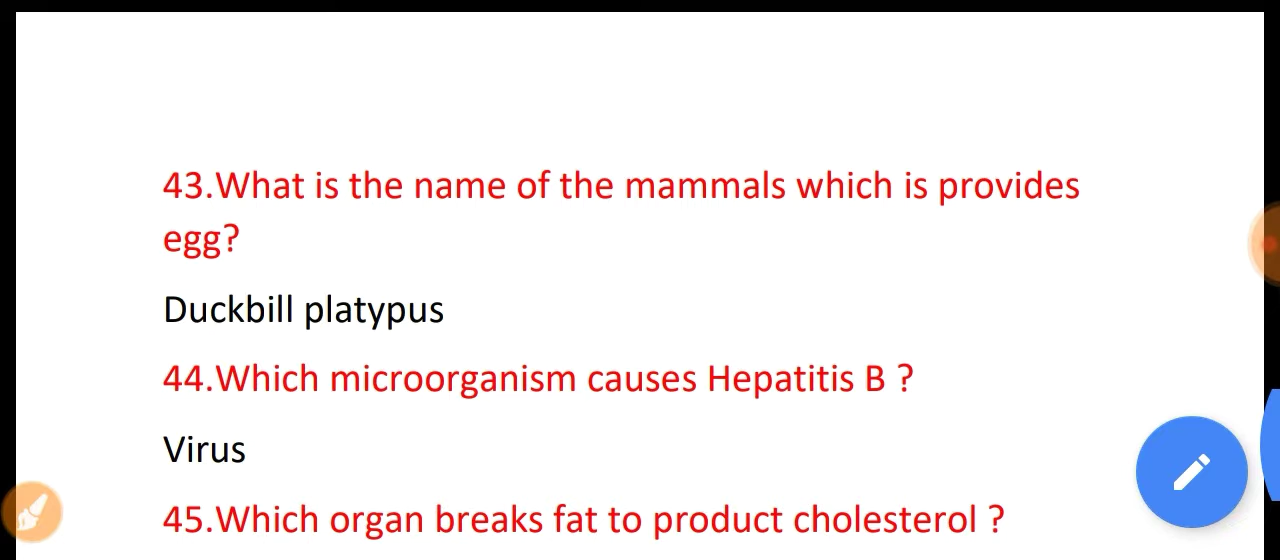 43.What is the name of the mammals which is provides
egg?
Duckbill platypus
44.Which microorganism causes Hepatitis B ?
Virus
45.Which organ breaks fat to product cholesterol ?